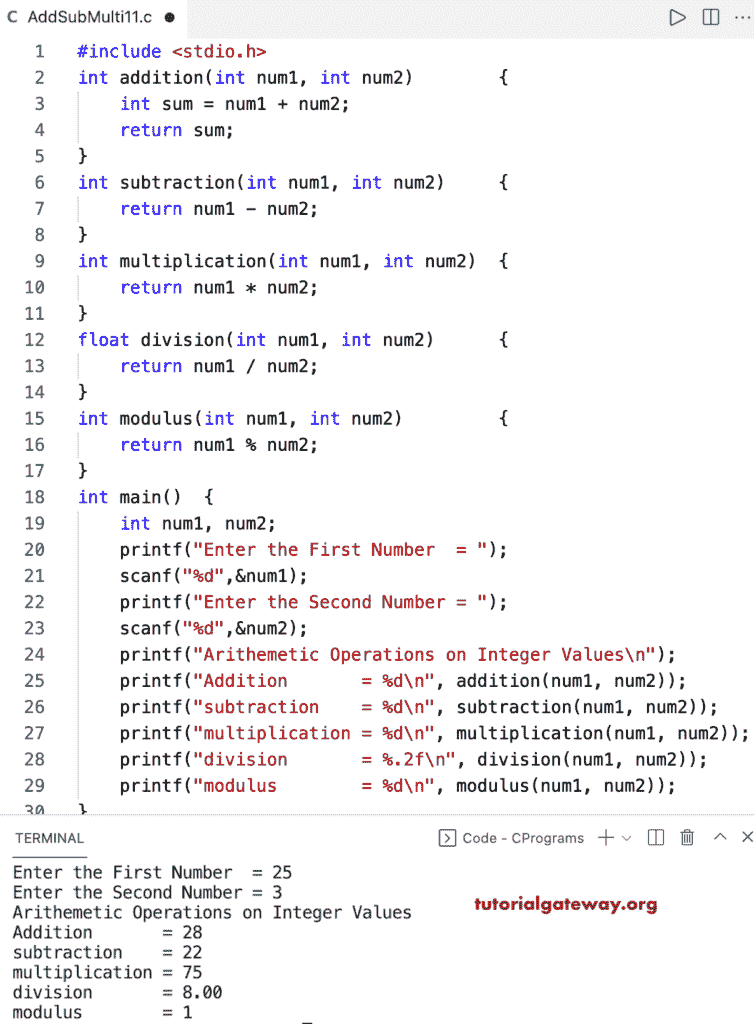 C AddSubMulti11.c ● ...
1 #include <stdio.h>
2 int addition(int num1, int num2)        {
3     int sum = num1 + num2;
4     return sum;
5 }
6 int subtraction(int num1, int num2)     {
7     return num1 - num2;
8 }
9 int multiplication(int num1, int num2)  {
10     return num1 * num2;
11 }
12 float division(int num1, int num2)      {
13     return num1 / num2;
14 }
15 int modulus(int num1, int num2)         {
16     return num1 % num2;
17 }
18 int main()  {
19     int num1, num2;
20     printf("Enter the First Number  = ");
21     scanf("%d",&num1);
22     printf("Enter the Second Number = ");
23     scanf("%d",&num2);
24     printf("Arithemetic Operations on Integer Values\n");
25     printf("Addition       = %d\n", addition(num1, num2));
26     printf("subtraction    = %d\n", subtraction(num1, num2));
27     printf("multiplication = %d\n", multiplication(num1, num2));
28     printf("division       = %.2f\n", division(num1, num2));
29     printf("modulus        = %d\n", modulus(num1, num2));
30 }
TERMINAL Code - CPrograms
Enter the First Number  = 25
Enter the Second Number = 3
Arithemetic Operations on Integer Values
Addition       = 28
subtraction    = 22
multiplication = 75
division       = 8.00
modulus        = 1
tutorialgateway.org